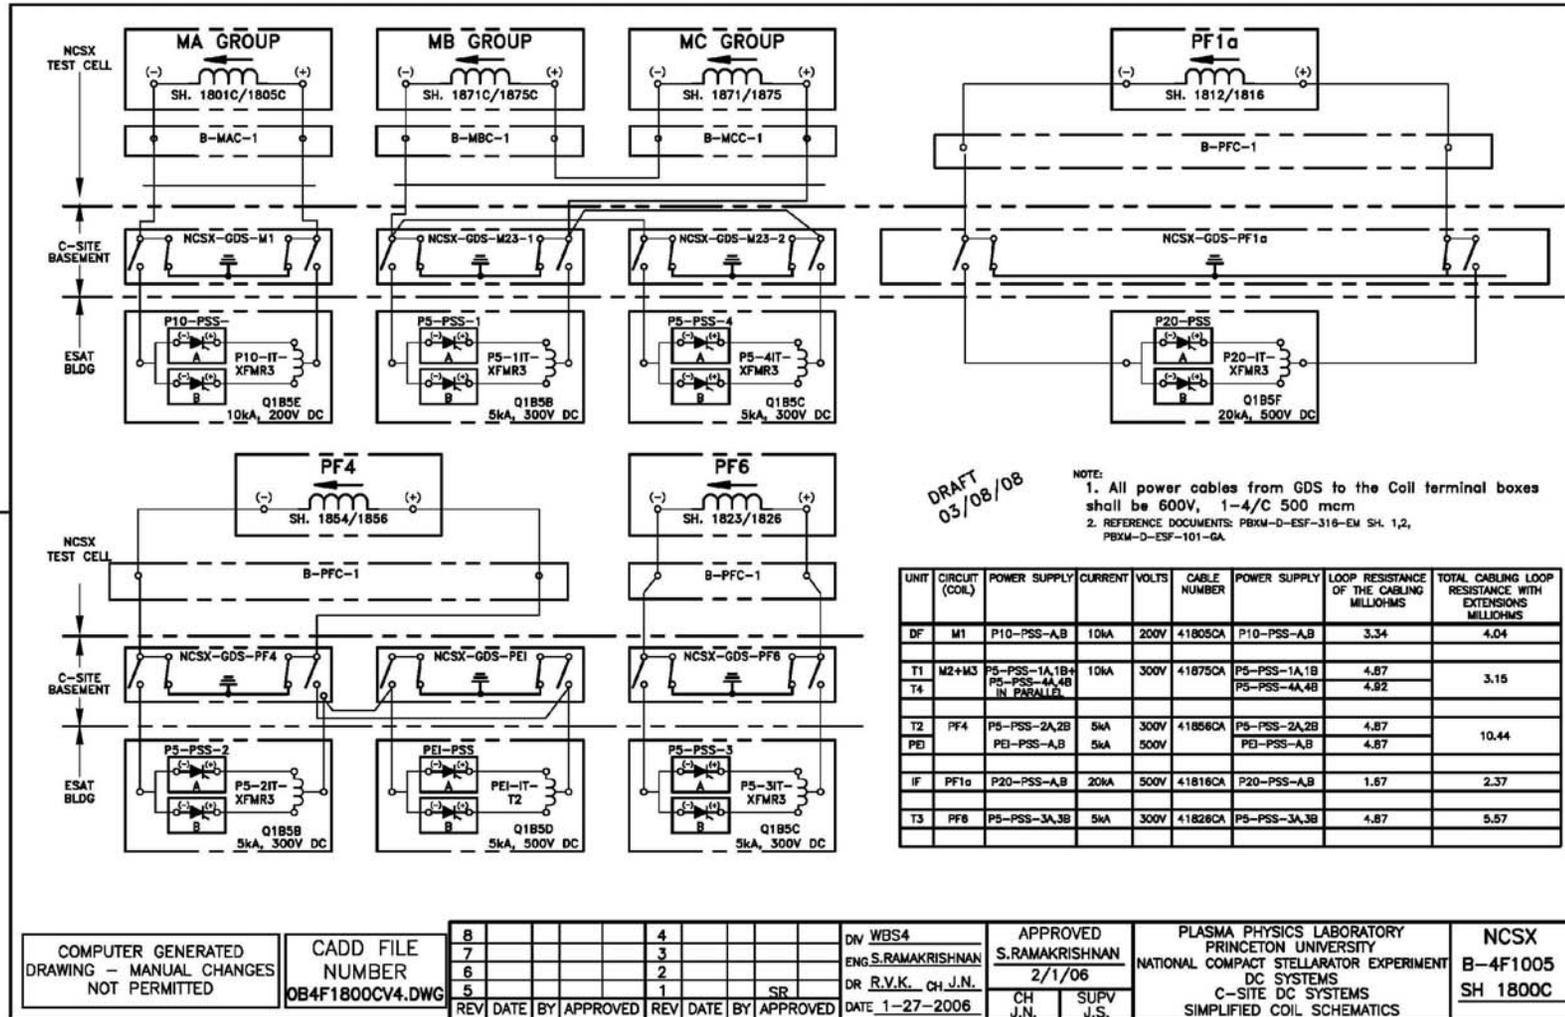 NCSX
TEST CELL
C-SITE
BASEMENT
ESAT
BLDG
MA GROUP
(-) (+)
SH. 1801C/1805C
B-MAC-1
NCSX-GDS-M1
P10-PSS-
(-) (+)
A
(-) (+)
B
P10-IT-
XFMR3
Q1B5E
10kA, 200V DC
MB GROUP
(-) (+)
SH. 1871C/1875C
B-MBC-1
NCSX-GDS-M23-1
P5-PSS-1
(-) (+)
A
(-) (+)
B
P5-1IT-
XFMR3
Q1B5B
5kA, 300V DC
MC GROUP
(-) (+)
SH. 1871/1875
B-MCC-1
NCSX-GDS-M23-2
P5-PSS-4
(-) (+)
A
(-) (+)
B
P5-4IT-
XFMR3
Q1B5C
5kA, 300V DC
PF1a
(-) (+)
SH. 1812/1816
B-PFC-1
NCSX-GDS-PF1a
P20-PSS
(-) (+)
A
(-) (+)
B
P20-IT-
XFMR3
Q1B5F
20kA, 500V DC
NCSX
TEST CELL
C-SITE
BASEMENT
ESAT
BLDG
PF4
(-) (+)
SH. 1854/1856
B-PFC-1
NCSX-GDS-PF4
P5-PSS-2
(-) (+)
A
(-) (+)
B
P5-2IT-
XFMR3
Q1B5B
5kA, 300V DC
NCSX-GDS-PEI
PEI-PSS
(-) (+)
A
(-) (+)
B
PEI-IT-
T2
Q1B5D
5kA, 500V DC
PF6
(-) (+)
SH. 1823/1826
B-PFC-1
NCSX-GDS-PF6
P5-PSS-3
(-) (+)
A
(-) (+)
B
P5-3IT-
XFMR3
Q1B5C
5kA, 300V DC
DRAFT
03/08/08
NOTE:
1. All power cables from GDS to the Coil terminal boxes
shall be 600V, 1-4/C 500 mcm
2. REFERENCE DOCUMENTS: PBXM-D-ESF-316-EM SH. 1,2,
PBXM-D-ESF-101-GA.
UNIT CIRCUIT (COIL) POWER SUPPLY CURRENT VOLTS CABLE NUMBER POWER SUPPLY LOOP RESISTANCE OF THE CABLING MILLIOHMS TOTAL CABLING LOOP RESISTANCE WITH EXTENSIONS MILLIOHMS
DF M1 P10-PSS-A,B 10kA 200V 41805CA P10-PSS-A,B 3.34 4.04
T1 M2+M3 P5-PSS-1A,1B+ 10kA 300V 41875CA P5-PSS-1A,1B 4.87 3.15
T4 P5-PSS-4A,4B IN PARALLEL P5-PSS-4A,4B 4.92
T2 PF4 P5-PSS-2A,2B 5kA 300V 41856CA P5-PSS-2A,2B 4.87 10.44
PEI PEI-PSS-A,B 5kA 500V PEI-PSS-A,B 4.87
IF PF1a P20-PSS-A,B 20kA 500V 41816CA P20-PSS-A,B 1.67 2.37
T3 PF6 P5-PSS-3A,3B 5kA 300V 41826CA P5-PSS-3A,3B 4.87 5.57
COMPUTER GENERATED
DRAWING - MANUAL CHANGES
NOT PERMITTED
CADD FILE
NUMBER
0B4F1800CV4.DWG
8 4
7 3
6 2
5 1 SR
REV DATE BY APPROVED REV DATE BY APPROVED
DIV WBS4
ENG S.RAMAKRISHNAN
DR R.V.K. CH J.N.
DATE 1-27-2006
APPROVED
S.RAMAKRISHNAN
2/1/06
CH
J.N.
SUPV
J.S.
PLASMA PHYSICS LABORATORY
PRINCETON UNIVERSITY
NATIONAL COMPACT STELLARATOR EXPERIMENT
DC SYSTEMS
C-SITE DC SYSTEMS
SIMPLIFIED COIL SCHEMATICS
NCSX
B-4F1005
SH 1800C